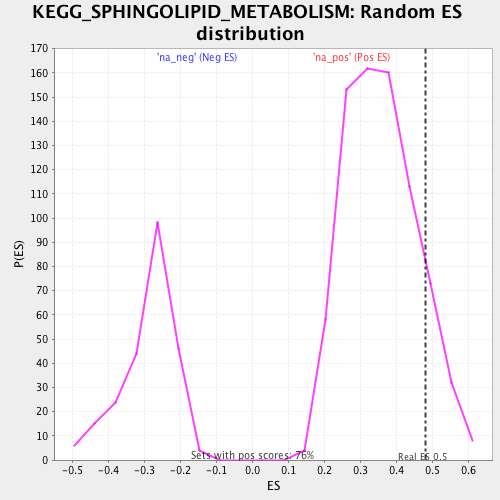 KEGG_SPHINGOLIPID_METABOLISM: Random ES
distribution
'na_neg' (Neg ES)
'na_pos' (Pos ES)
170
160
150
140
130
120
110
100
90
80
70
60
50
40
30
20
10
0
P(ES)
Sets with pos scores: 76%
Real ES 0.5
-0.5 -0.4 -0.3 -0.2 -0.1 0.0 0.1 0.2 0.3 0.4 0.5 0.6
ES